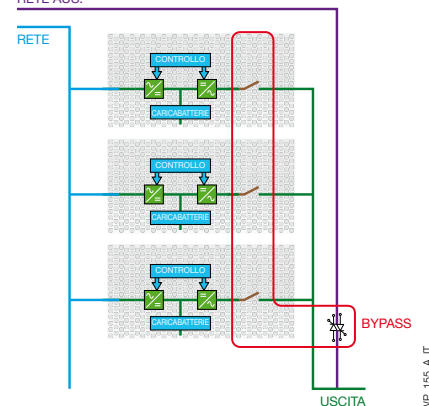 RETE AUS.
RETE
CONTROLLO
CARICABATTERIE
CONTROLLO
CARICABATTERIE
CONTROLLO
CARICABATTERIE
BYPASS
USCITA